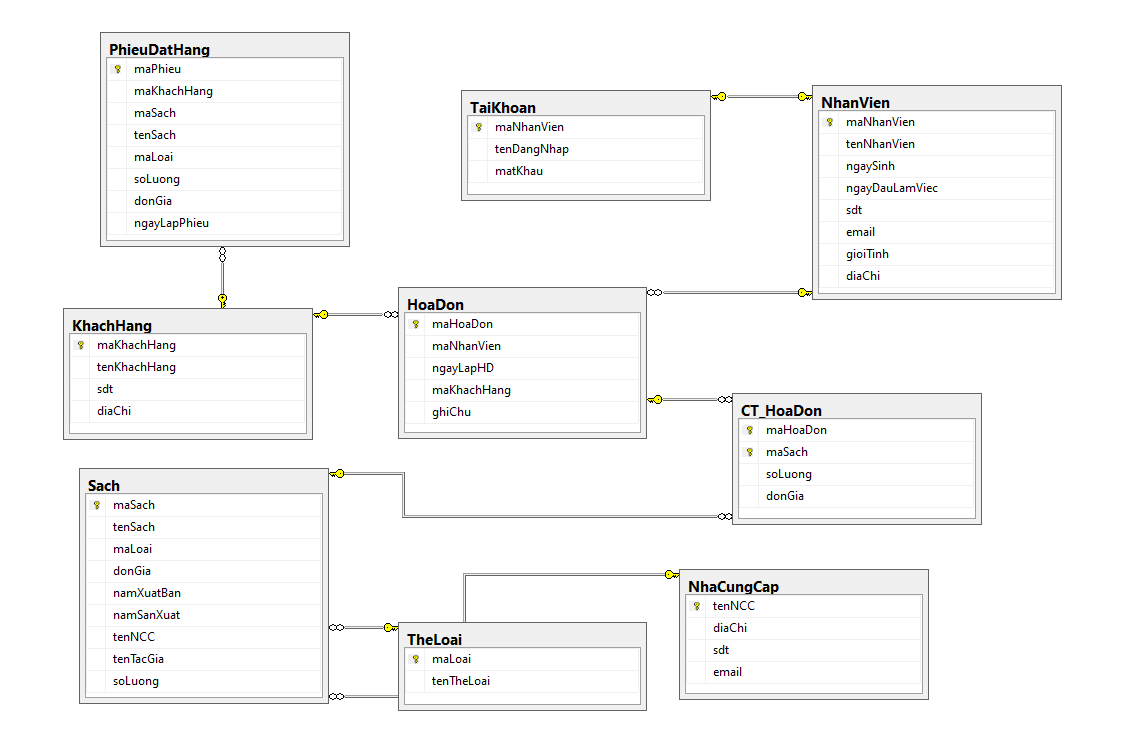 PhieuDatHang
maPhieu
maKhachHang
maSach
tenSach
maLoai
soLuong
donGia
ngayLapPhieu
TaiKhoan
maNhanVien
tenDangNhap
matKhau
NhanVien
maNhanVien
tenNhanVien
ngaySinh
ngayDauLamViec
sdt
email
gioiTinh
diaChi
KhachHang
maKhachHang
tenKhachHang
sdt
diaChi
HoaDon
maHoaDon
maNhanVien
ngayLapHD
maKhachHang
ghiChu
CT_HoaDon
maHoaDon
maSach
soLuong
donGia
Sach
maSach
tenSach
maLoai
donGia
namXuatBan
namSanXuat
tenNCC
tenTacGia
soLuong
TheLoai
maLoai
tenTheLoai
NhaCungCap
tenNCC
diaChi
sdt
email